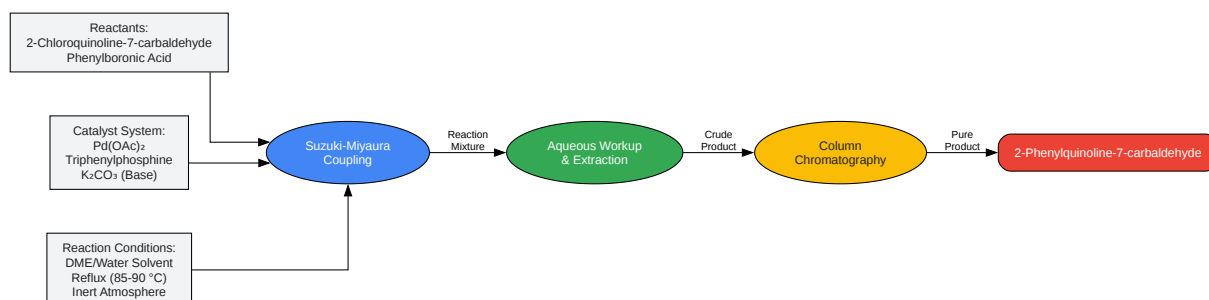 Reactants:
2-Chloroquinoline-7-carbaldehyde
Phenylboronic Acid
Catalyst System:
Pd(OAc)₂
Triphenylphosphine
K₂CO₃ (Base)
Reaction Conditions:
DME/Water Solvent
Reflux (85-90 °C)
Inert Atmosphere
Suzuki-Miyaura
Coupling
Reaction
Mixture
Aqueous Workup
& Extraction
Crude
Product
Column
Chromatography
Pure
Product
2-Phenylquinoline-7-carbaldehyde